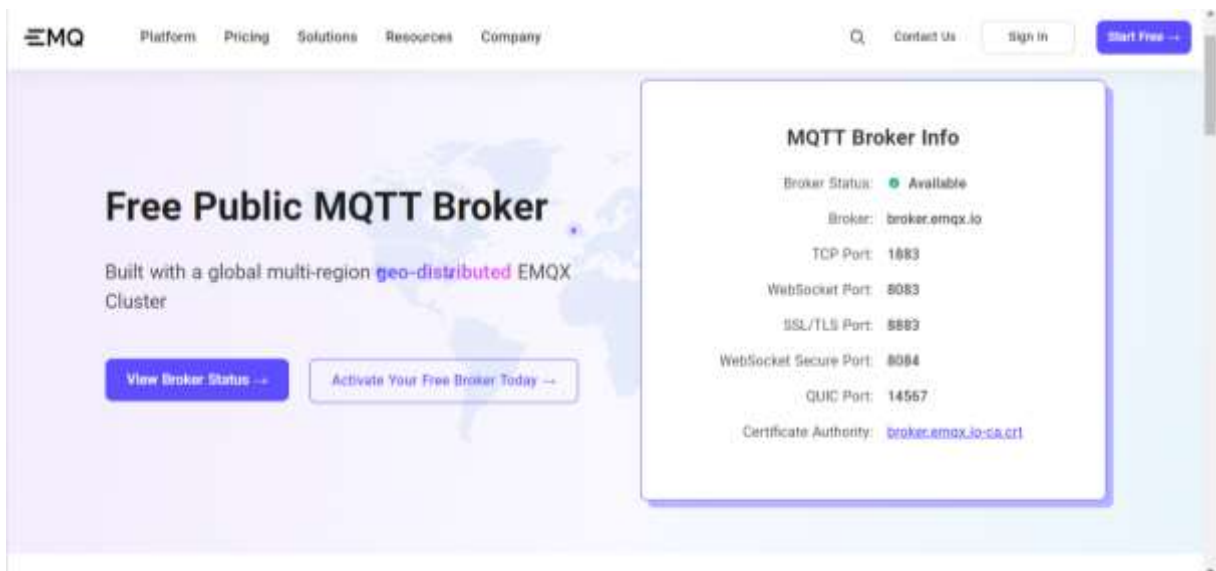 EMQ
Platform Pricing Solutions Resources Company
Contact Us Sign In Start Free →
Free Public MQTT Broker
Built with a global multi-region geo-distributed EMQX
Cluster
View Broker Status →
Activate Your Free Broker Today →
MQTT Broker Info
Broker Status: Available
Broker: broker.emqx.io
TCP Port: 1883
WebSocket Port: 8083
SSL/TLS Port: 8883
WebSocket Secure Port: 8084
QUIC Port: 14567
Certificate Authority: broker.emqx.io-ca.crt